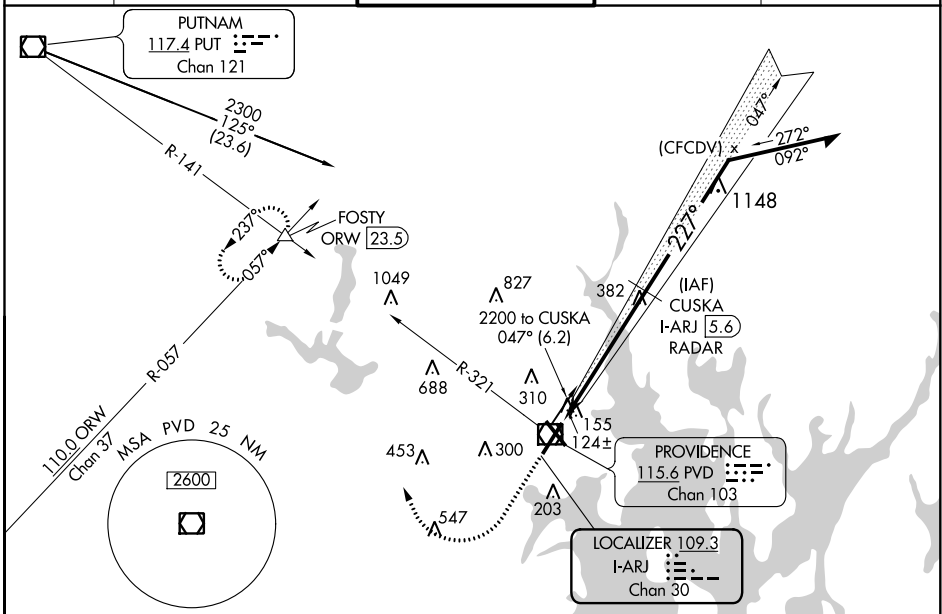 PUTNAM
117.4 PUT
Chan 121
2300
125°
(23.6)
R-141
047°
(CFCDV) x
272°
092°
1148
227°
237°
057°
FOSTY
ORW 23.5
1049
827
382
(IAF)
CUSKA
I-ARJ 5.6
RADAR
2200 to CUSKA
047° (6.2)
R-321
688
310
R-057
155
124±
110.0 ORW
Chan 37
MSA PVD 25 NM
2600
453
300
203
547
PROVIDENCE
115.6 PVD
Chan 103
LOCALIZER 109.3
I-ARJ
Chan 30